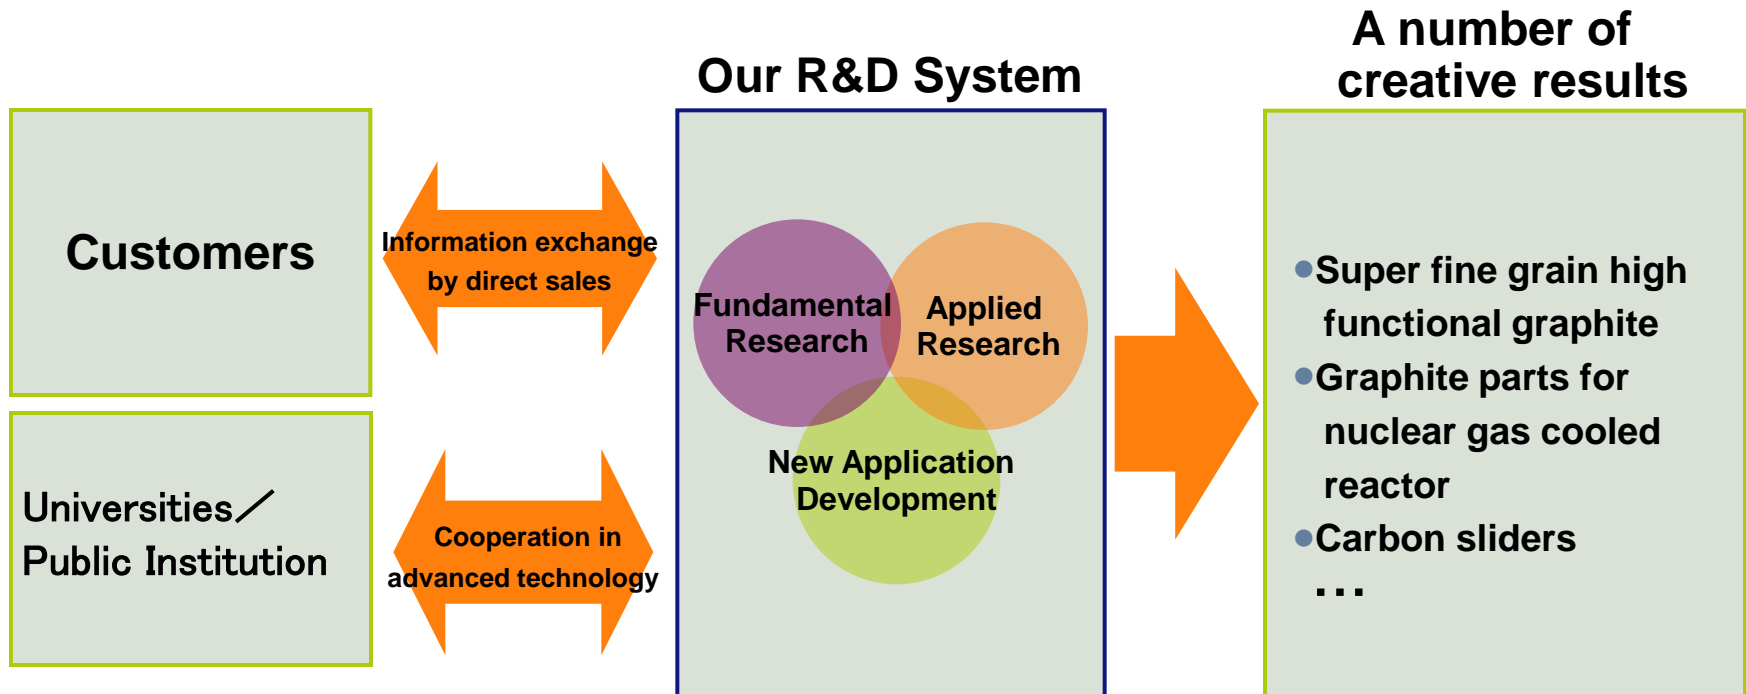 A number of
creative results
Our R&D System
Customers
Information exchange
by direct sales
Universities／
Public Institution
Cooperation in
advanced technology
Fundamental
Research
Applied
Research
New Application
Development
●Super fine grain high
functional graphite
●Graphite parts for
nuclear gas cooled
reactor
●Carbon sliders
…